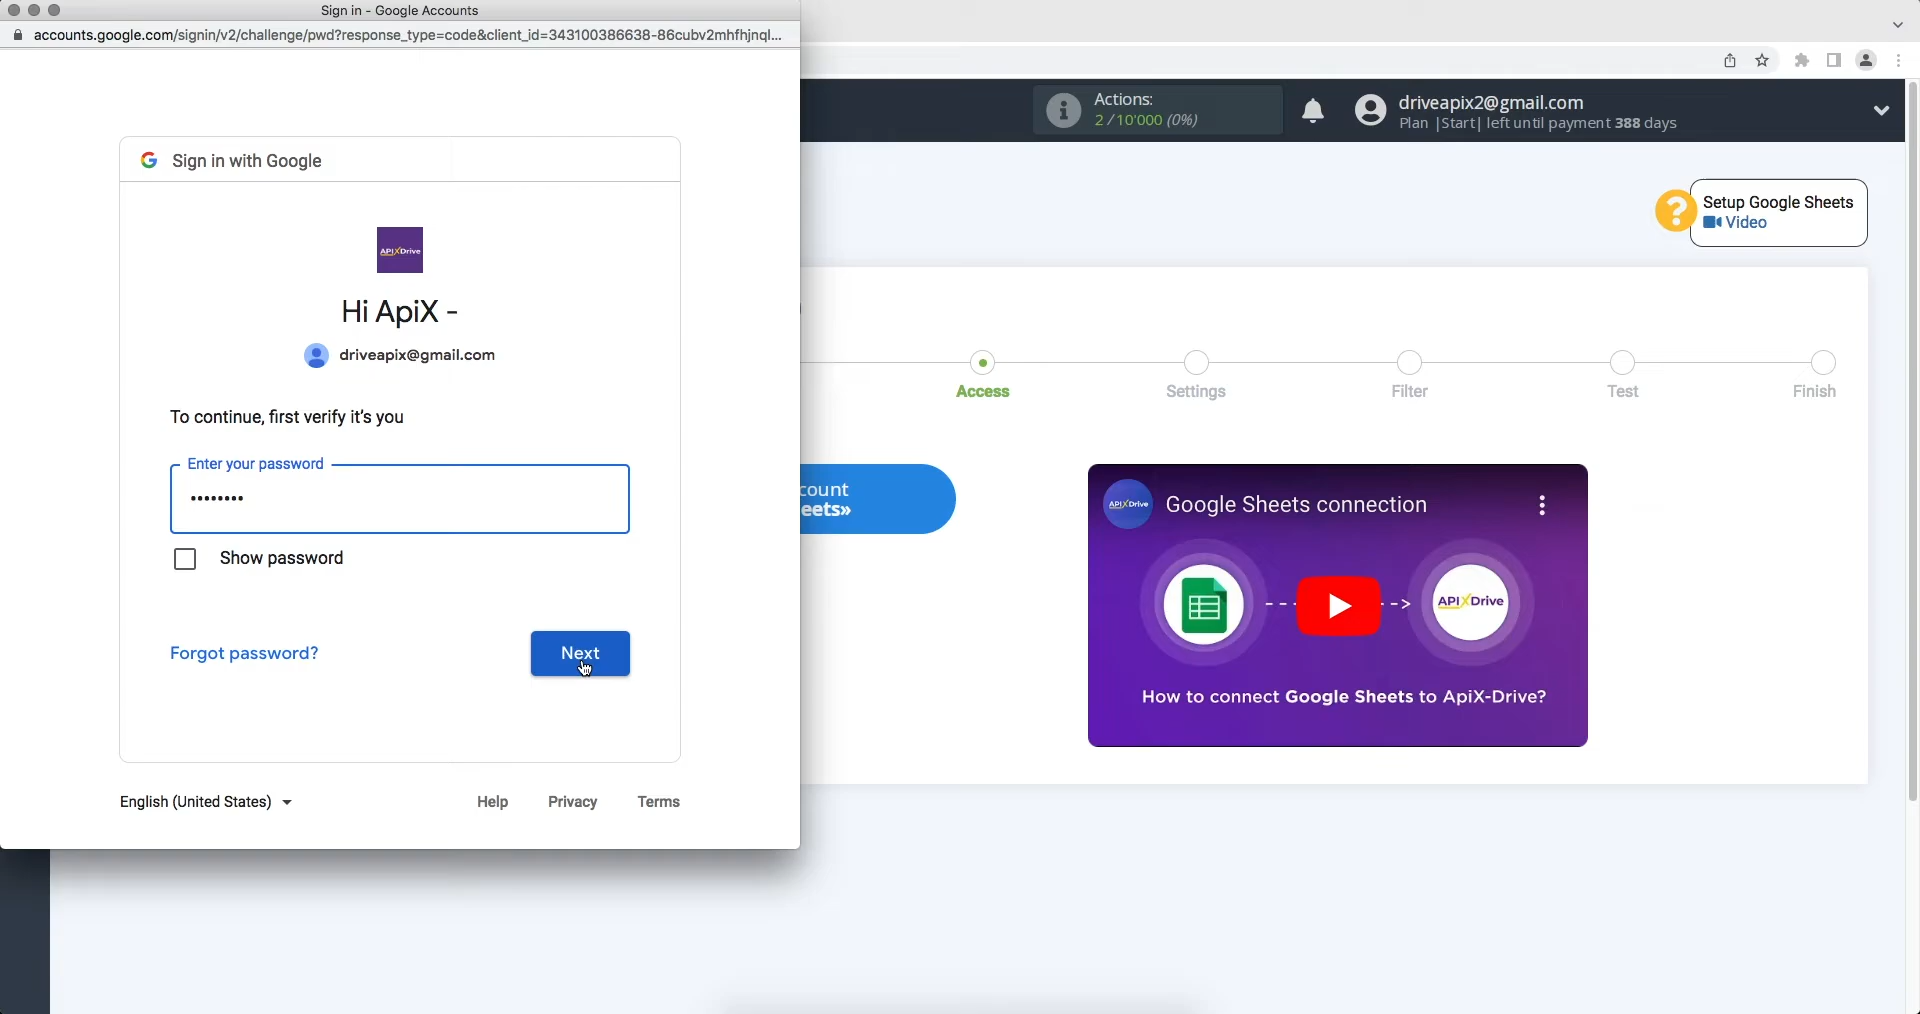 Sign in - Google Accounts
accounts.google.com/signin/v2/challenge/pwd?response_type=code&client_id=343100386638-86cubv2mhfhjnql...
Sign in with Google
APIXDrive
Hi ApiX -
driveapix@gmail.com
To continue, first verify it's you
Enter your password
••••••••
Show password
Forgot password?
Next
English (United States)
Help
Privacy
Terms
Actions:
2 / 10'000 (0%)
driveapix2@gmail.com
Plan |Start| left until payment 388 days
Setup Google Sheets
Video
Access
Settings
Filter
Test
Finish
count
eets»
APIXDrive
Google Sheets connection
APIXDrive
How to connect Google Sheets to ApiX-Drive?